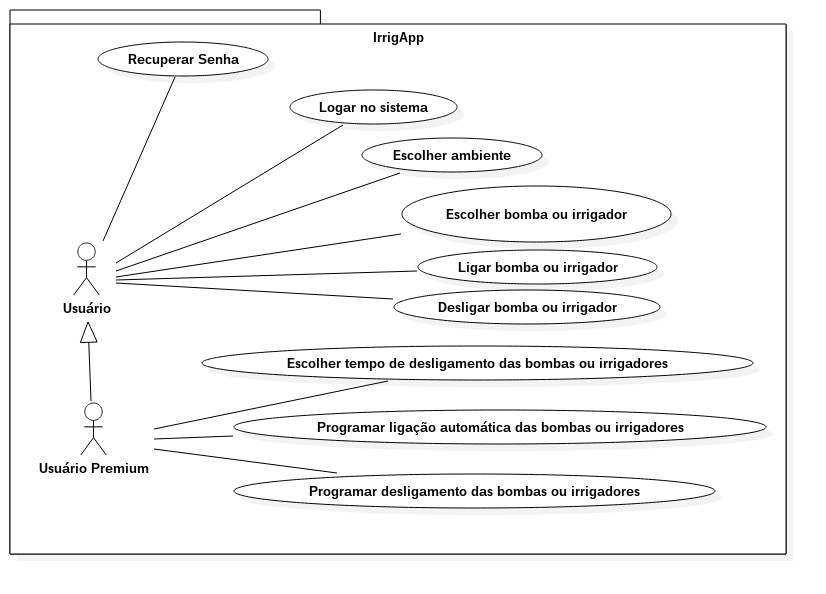 IrrigApp
Recuperar Senha
Logar no sistema
Escolher ambiente
Escolher bomba ou irrigador
Ligar bomba ou irrigador
Usuário
Desligar bomba ou irrigador
Escolher tempo de desligamento das bombas ou irrigadores
Programar ligação automática das bombas ou irrigadores
Usuário Premium
Programar desligamento das bombas ou irrigadores